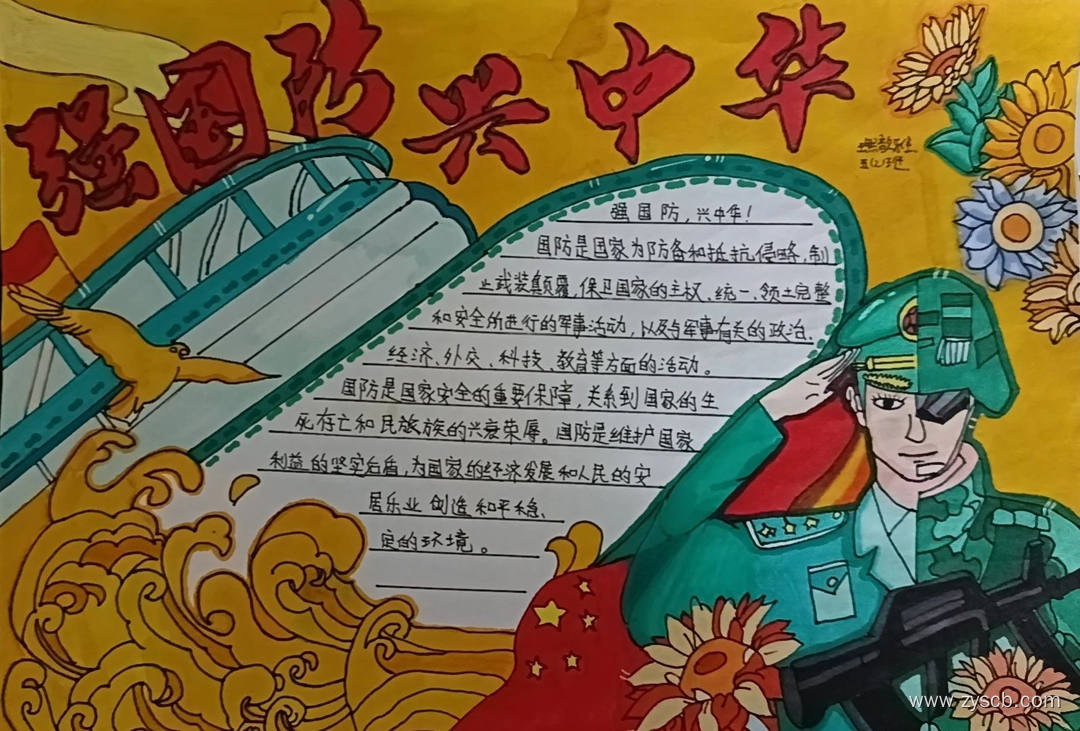 强国防兴中华
五(2)班
强国防,兴中华!
国防是国家为防备和抵抗侵略,制
止武装颠覆,保卫国家的主权、统一、领土完整
和安全所进行的军事活动,以及与军事有关的政治、
经济、外交、科技、教育等方面的活动。
国防是国家安全的重要保障,关系到国家的生
死存亡和民族族的兴衰荣辱。国防是维护国家
利益的坚实后盾,为国家的经济发展和人民的安
居乐业创造和平稳、
定的环境。
www.zyscb.com